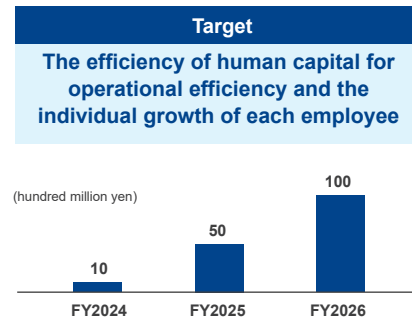 Target
The efficiency of human capital for
operational efficiency and the
individual growth of each employee
(hundred million yen)
10
50
100
FY2024
FY2025
FY2026